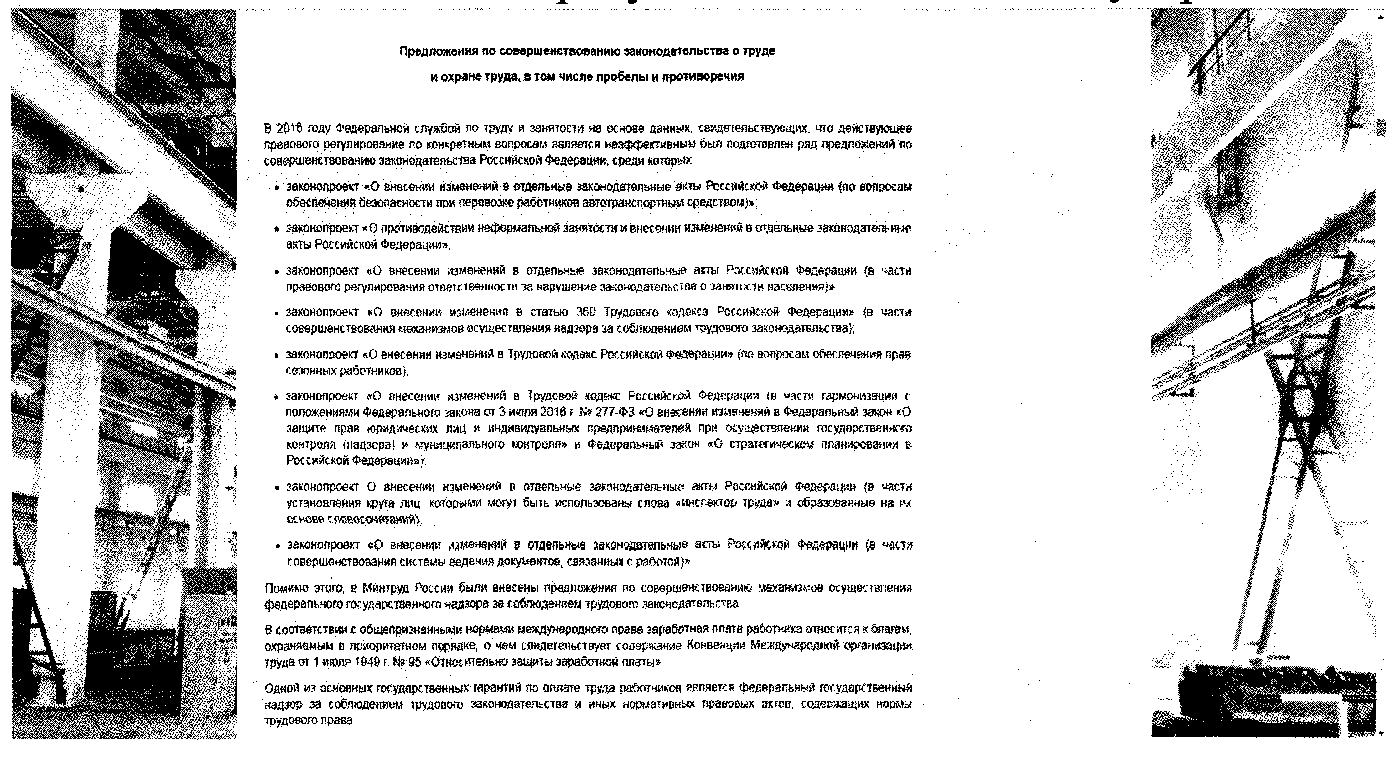 Предложения по совершенствованию законодательства о труде
и охране труда, в том числе пробелы и противоречия
В 2016 году Федеральной службой по труду и занятости на основе данных, свидетельствующих, что действующее
правового регулирование по конкретным вопросам является неэффективным был подготовлен ряд предложений по
совершенствованию законодательства Российской Федерации, среди которых:
• законопроект «О внесении изменений в отдельные законодательные акты Российской Федерации (по вопросам
обеспечения безопасности при перевозке работников автотранспортным средством)»;
• законопроект «О противодействии неформальной занятости и внесении изменений в отдельные законодательные
акты Российской Федерации»,
• законопроект «О внесении изменений в отдельные законодательные акты Российской Федерации (в части
правового регулирования ответственности за нарушение законодательства о занятости населения)»
• законопроект «О внесении изменения в статью 360 Трудового кодекса Российской Федерации» (в части
совершенствования механизмов осуществления надзора за соблюдением трудового законодательства);
• законопроект «О внесении изменений в Трудовой кодекс Российской Федерации» (по вопросам обеспечения прав
сезонных работников),
• законопроект «О внесении изменений в Трудовой кодекс Российской Федерации (в части гармонизации с
положениями Федерального закона от 3 июля 2016 г. № 277-ФЗ «О внесении изменений в Федеральный закон «О
защите прав юридических лиц и индивидуальных предпринимателей при осуществлении государственного
контроля (надзора) и муниципального контроля» и Федеральный закон «О стратегическом планировании в
Российской Федерации»);
• законопроект О внесении изменений в отдельные законодательные акты Российской Федерации (в части
установления круга лиц, которыми могут быть использованы слова «инспектор труда» и образованные на их
основе словосочетаний),
• законопроект «О внесении изменений в отдельные законодательные акты Российской Федерации (в части
совершенствования системы ведения документов, связанных с работой)»
Помимо этого, в Минтруд России были внесены предложения по совершенствованию механизмов осуществления
федерального государственного надзора за соблюдением трудового законодательства
В соответствии с общепризнанными нормами международного права заработная плата работника относится к благам,
охраняемым в приоритетном порядке, о чем свидетельствует содержание Конвенции Международной организации
труда от 1 июля 1949 г. № 95 «Относительно защиты заработной платы»
Одной из основных государственных гарантий по оплате труда работников является федеральный государственный
надзор за соблюдением трудового законодательства и иных нормативных правовых актов, содержащих нормы
трудового права